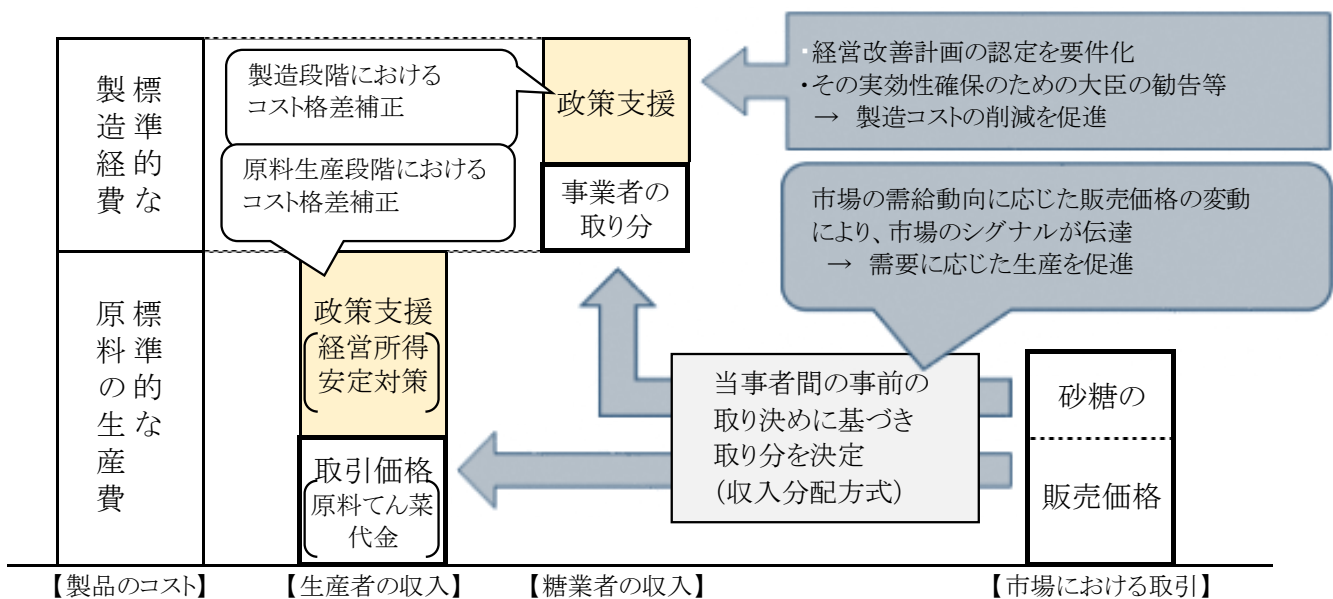 ・経営改善計画の認定を要件化
・その実効性確保のための大臣の勧告等
→ 製造コストの削減を促進
標準的な
製造経費
製造段階における
コスト格差補正
政策支援
原料生産段階における
コスト格差補正
事業者の
取り分
市場の需給動向に応じた販売価格の変動
により、市場のシグナルが伝達
→ 需要に応じた生産を促進
標準的な
原料の生産費
政策支援
経営所得
安定対策
取引価格
原料てん菜
代金
当事者間の事前の
取り決めに基づき
取り分を決定
(収入分配方式)
砂糖の
販売価格
【製品のコスト】
【生産者の収入】
【糖業者の収入】
【市場における取引】